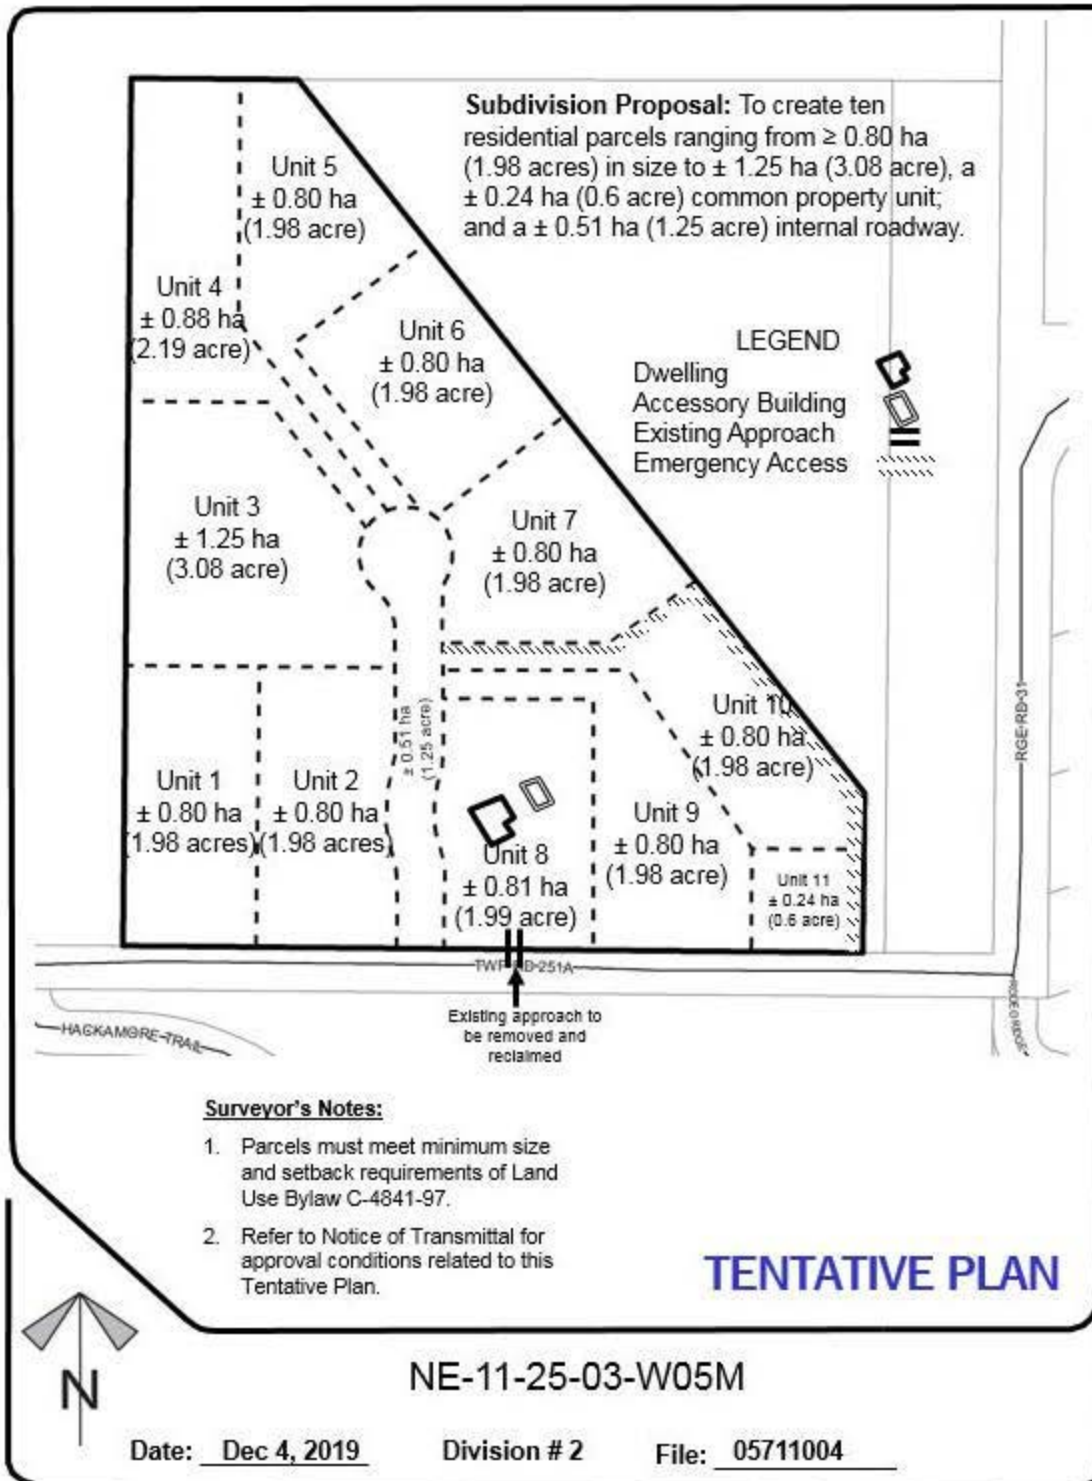 Subdivision Proposal: To create ten
residential parcels ranging from ≥ 0.80 ha
(1.98 acres) in size to ± 1.25 ha (3.08 acre), a
± 0.24 ha (0.6 acre) common property unit;
and a ± 0.51 ha (1.25 acre) internal roadway.
Unit 5
± 0.80 ha
(1.98 acre)
Unit 4
± 0.88 ha
(2.19 acre)
Unit 6
± 0.80 ha
(1.98 acre)
LEGEND
Dwelling
Accessory Building
Existing Approach
Emergency Access
Unit 3
± 1.25 ha
(3.08 acre)
Unit 7
± 0.80 ha
(1.98 acre)
± 0.51 ha
(1.25 acre)
Unit 10
± 0.80 ha
(1.98 acre)
RGE-RD-31
Unit 1
± 0.80 ha
(1.98 acres)
Unit 2
± 0.80 ha
(1.98 acres)
Unit 8
± 0.81 ha
(1.99 acre)
Unit 9
± 0.80 ha
(1.98 acre)
Unit 11
± 0.24 ha
(0.6 acre)
TWP-RD-251A
Existing approach to
be removed and
reclaimed
HACKAMORE-TRAIL
Surveyor's Notes:
1. Parcels must meet minimum size
and setback requirements of Land
Use Bylaw C-4841-97.
2. Refer to Notice of Transmittal for
approval conditions related to this
Tentative Plan.
TENTATIVE PLAN
N
NE-11-25-03-W05M
Date: Dec 4, 2019
Division # 2
File: 05711004